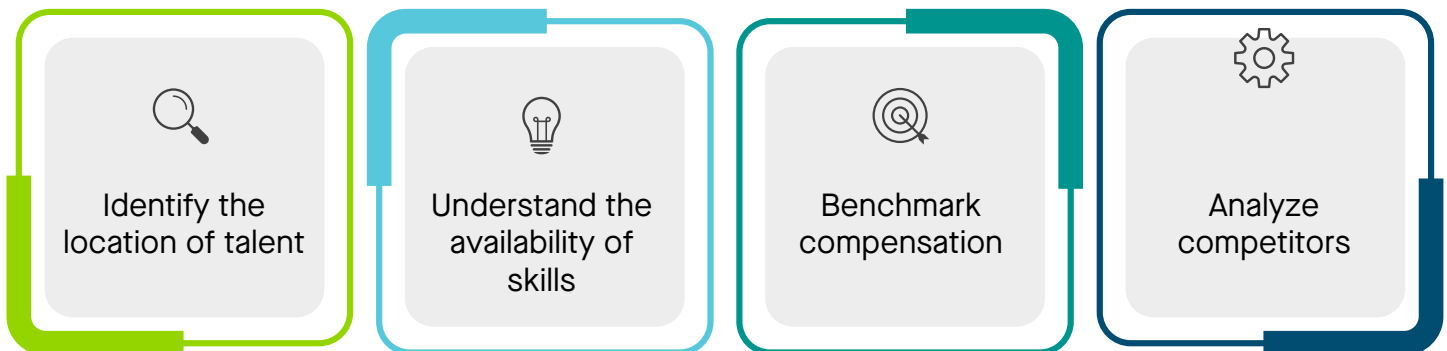 Identify the
location of talent
Understand the
availability of
skills
Benchmark
compensation
Analyze
competitors